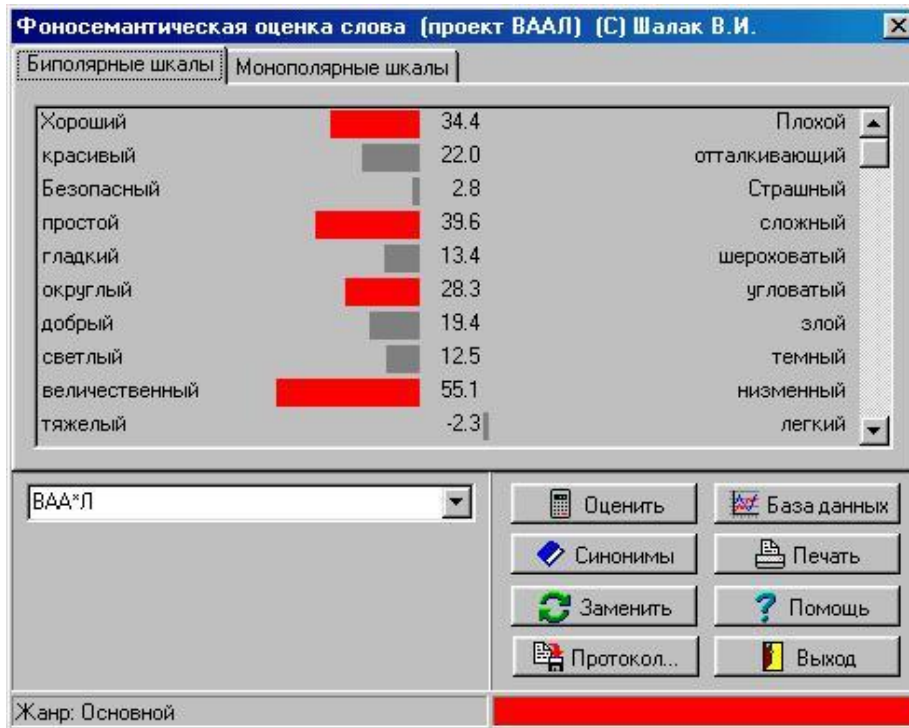 Фоносемантическая оценка слова (проект ВААЛ) (С) Шалак В.И.
Биполярные шкалы Монополярные шкалы
Хороший 34.4 Плохой
красивый 22.0 отталкивающий
Безопасный 2.8 Страшный
простой 39.6 сложный
гладкий 13.4 шероховатый
округлый 28.3 угловатый
добрый 19.4 злой
светлый 12.5 темный
величественный 55.1 низменный
тяжелый -2.3 легкий
ВАА*Л
Оценить База данных
Синонимы Печать
Заменить Помощь
Протокол... Выход
Жанр: Основной